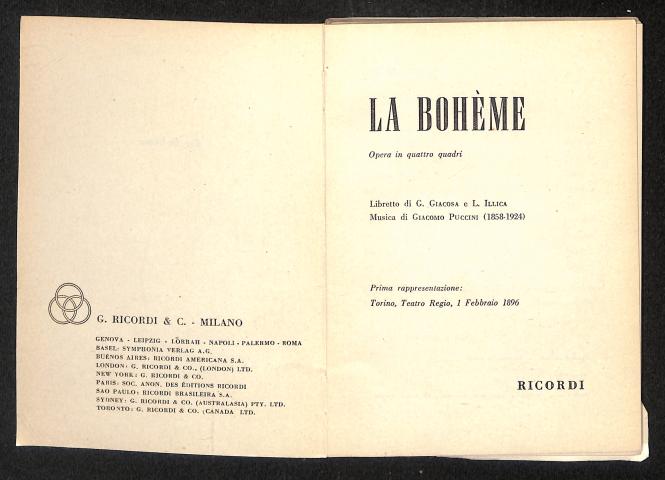 G. RICORDI & C. - MILANO
GENOVA - LEIPZIG - LÖRRAH - NAPOLI - PALERMO - ROMA
BASEL: SYMPHONIA VERLAG A.G.
BUENOS AIRES: RICORDI AMERICANA S.A.
LONDON: G. RICORDI & CO., (LONDON) LTD.
NEW YORK: G. RICORDI & CO.
PARIS: SOC. ANON. DES ÉDITIONS RICORDI
SAO PAULO: RICORDI BRASILEIRA S.A.
SYDNEY: G. RICORDI & CO. (AUSTRALASIA) PTY. LTD.
TORONTO: G. RICORDI & CO. (CANADA LTD.
LA BOHÈME
Opera in quattro quadri
Libretto di G. GIACOSA e L. ILLICA
Musica di GIACOMO PUCCINI (1858-1924)
Prima rappresentazione:
Torino, Teatro Regio, 1 Febbraio 1896
RICORDI